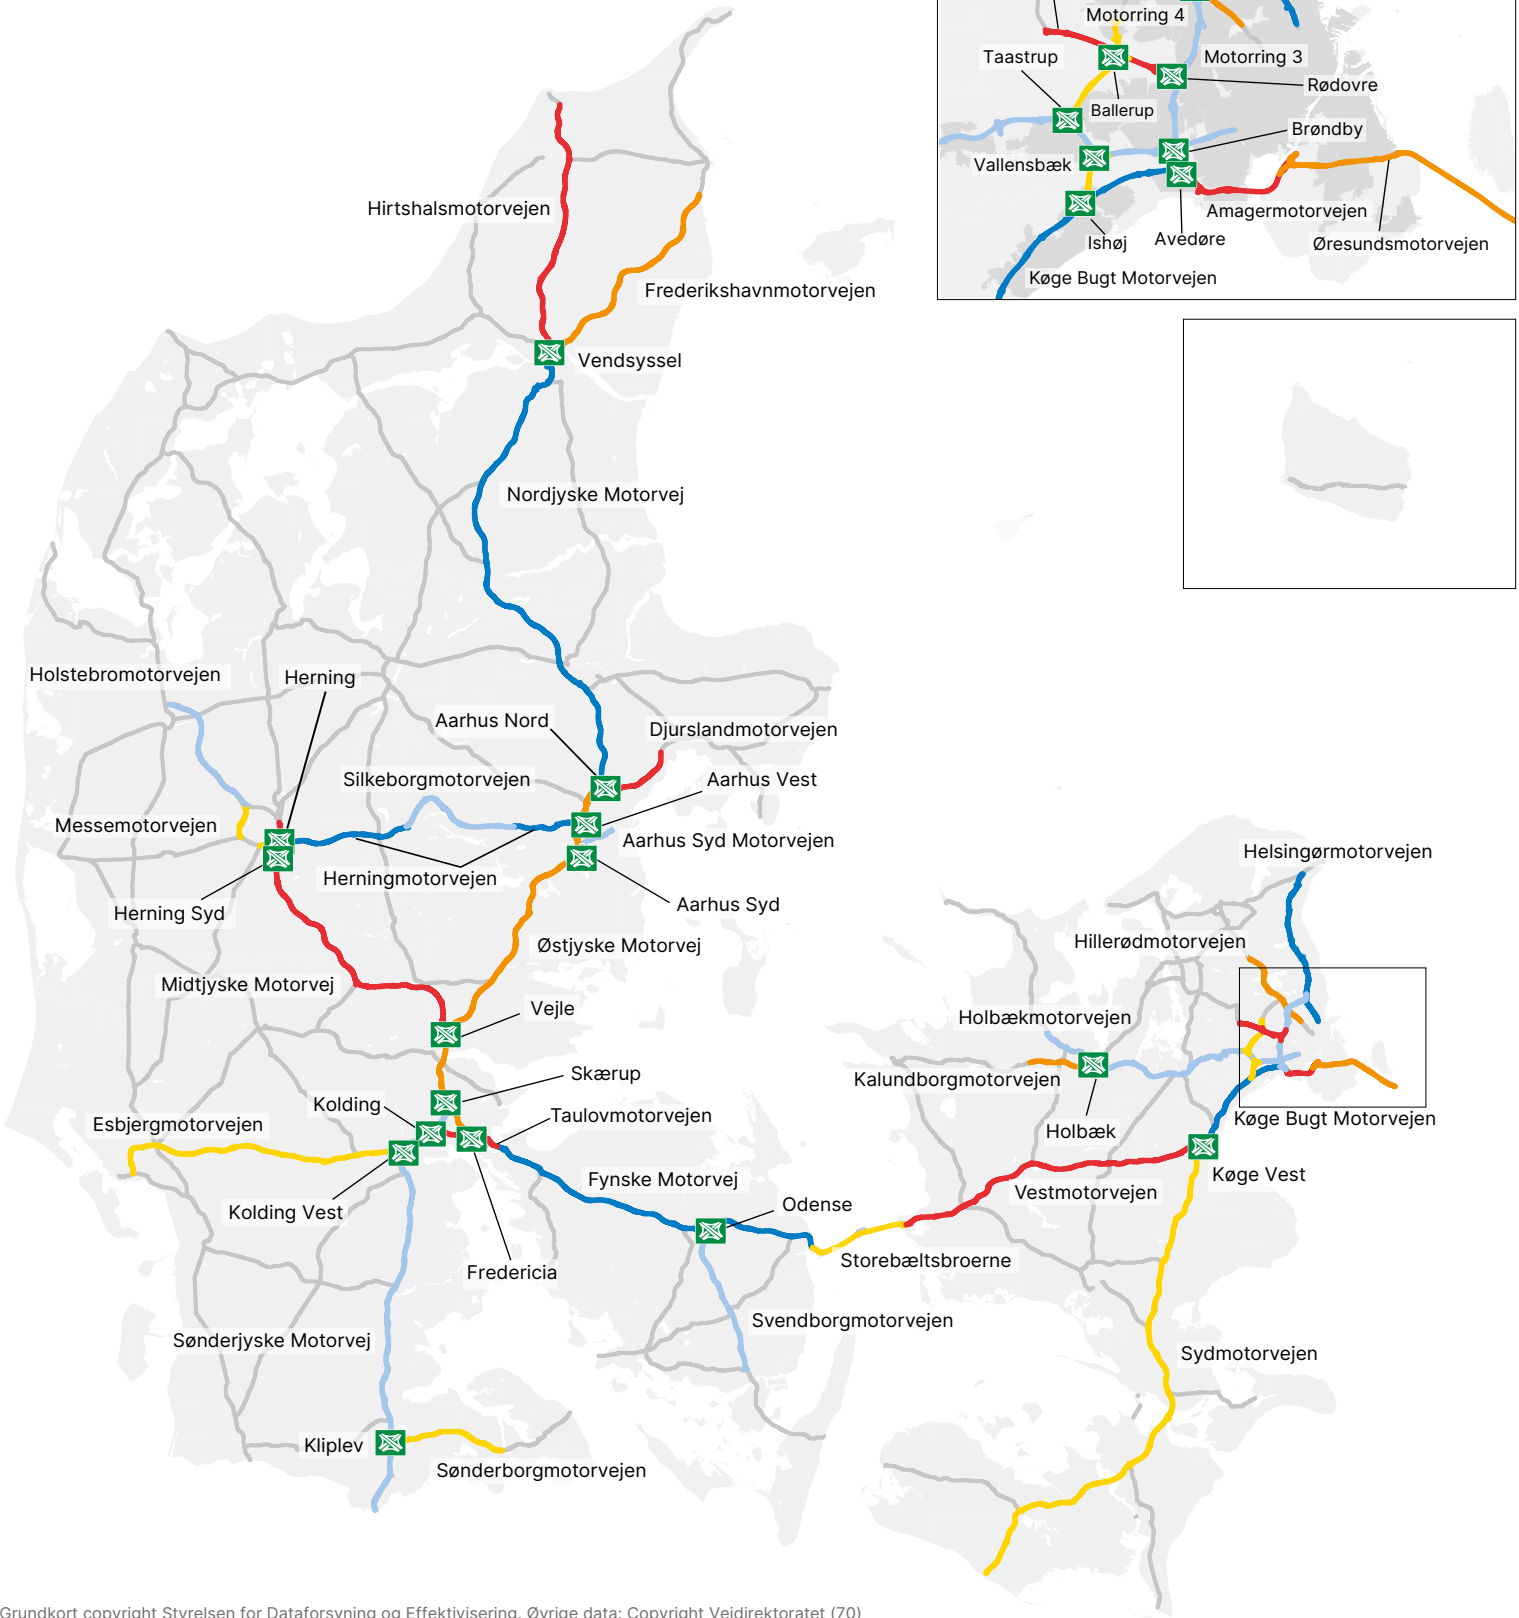 Motorring 4
Taastrup
Motorring 3
Rødovre
Ballerup
Brøndby
Vallensbæk
Amagermotorvejen
Ishøj
Avedøre
Øresundsmotorvejen
Køge Bugt Motorvejen
Hirtshalsmotorvejen
Frederikshavnmotorvejen
Vendsyssel
Nordjyske Motorvej
Holstebromotorvejen
Herning
Aarhus Nord
Djurslandmotorvejen
Silkeborgmotorvejen
Aarhus Vest
Messemotorvejen
Aarhus Syd Motorvejen
Herningmotorvejen
Herning Syd
Aarhus Syd
Østjyske Motorvej
Midtjyske Motorvej
Vejle
Skærup
Kolding
Taulovmotorvejen
Esbjergmotorvejen
Fynske Motorvej
Kolding Vest
Odense
Fredericia
Storebæltsbroerne
Svendborgmotorvejen
Sønderjyske Motorvej
Kliplev
Sønderborgmotorvejen
Helsingørmotorvejen
Hillerødmotorvejen
Holbækmotorvejen
Kalundborgmotorvejen
Køge Bugt Motorvejen
Holbæk
Køge Vest
Vestmotorvejen
Sydmotorvejen
Grundkort copyright Styrelsen for Dataforsyning og Effektivisering. Øvrige data: Copyright Vejdirektoratet (70)